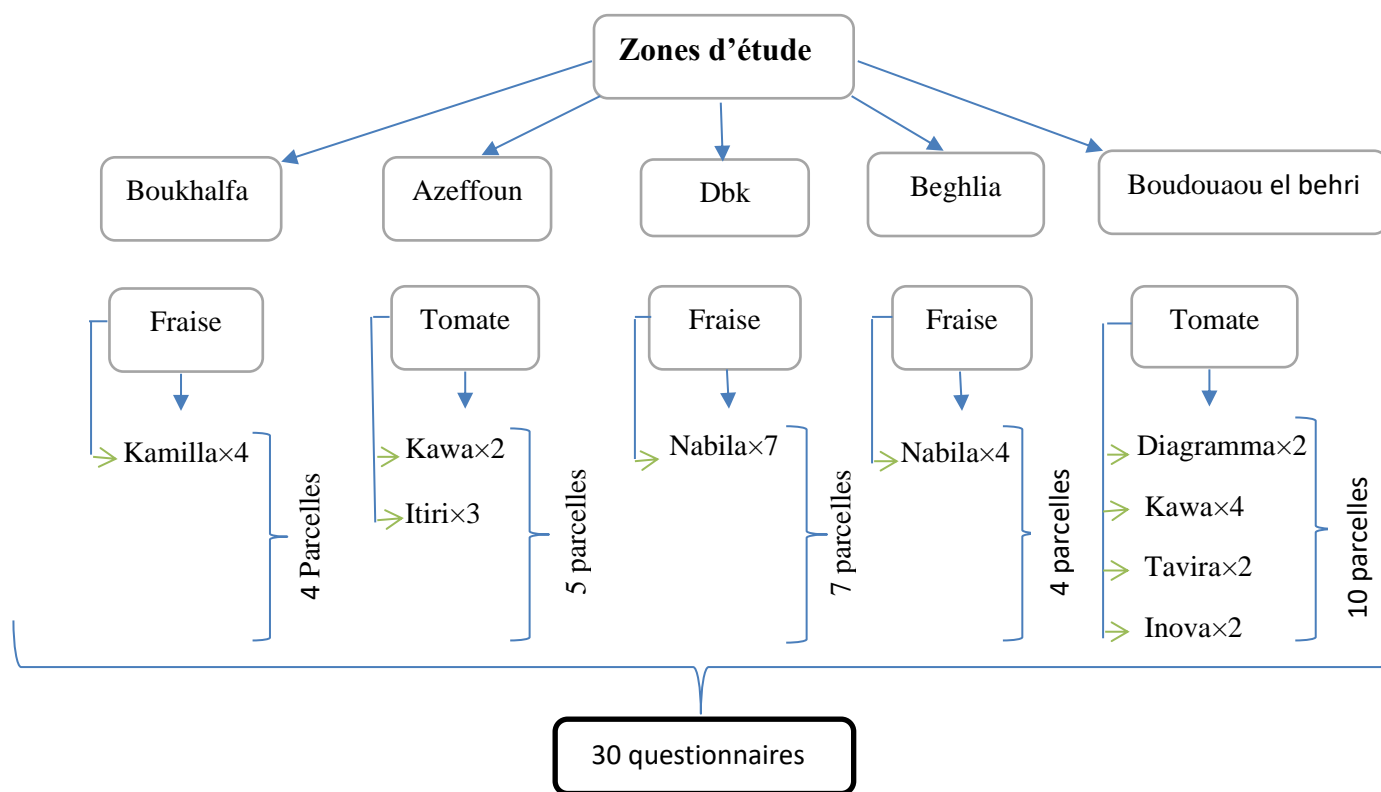 Zones d’étude
Boukhalfa
Azeffoun
Dbk
Beghlia
Boudouaou el behri
Fraise
Tomate
Fraise
Fraise
Tomate
Kamilla×4
4 Parcelles
Kawa×2
Itiri×3
5 parcelles
Nabila×7
7 parcelles
Nabila×4
4 parcelles
Diagramma×2
Kawa×4
Tavira×2
Inova×2
10 parcelles
30 questionnaires